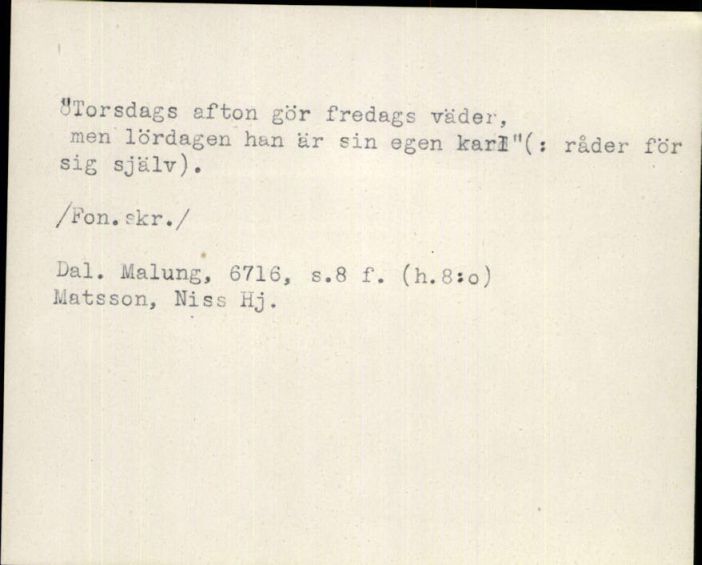 "Torsdags afton gör fredags väder,
men lördagen han är sin egen karl"(: råder för
sig själv).
/Fon.skr./
Dal. Malung, 6716, s.8 f. (h.8:o)
Matsson, Niss Hj.